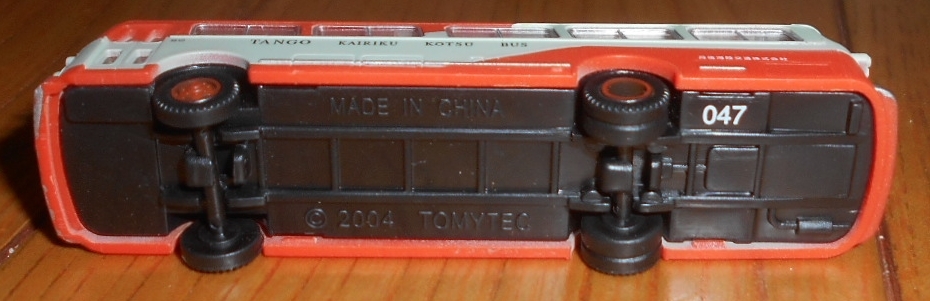 TANGO KAIRIKU KOTSU BUS
MADE IN CHINA
047
© 2004 TOMYTEC